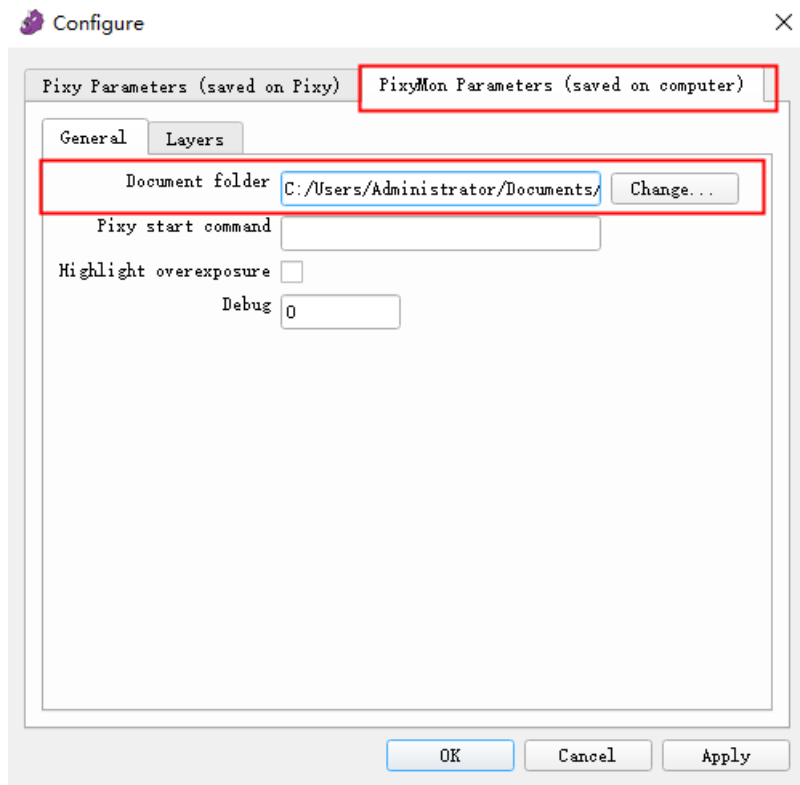 Configure
Pixy Parameters (saved on Pixy) PixyMon Parameters (saved on computer)
General Layers
Document folder C:/Users/Administrator/Documents/ Change...
Pixy start command
Highlight overexposure
Debug 0
OK Cancel Apply